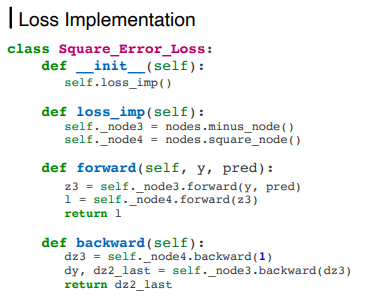 Loss Implementation
class Square_Error_Loss:
    def __init__(self):
        self.loss_imp()
    def loss_imp(self):
        self._node3 = nodes.minus_node()
        self._node4 = nodes.square_node()
    def forward(self, y, pred):
        z3 = self._node3.forward(y, pred)
        l = self._node4.forward(z3)
        return l
    def backward(self):
        dz3 = self._node4.backward(1)
        dy, dz2_last = self._node3.backward(dz3)
        return dz2_last